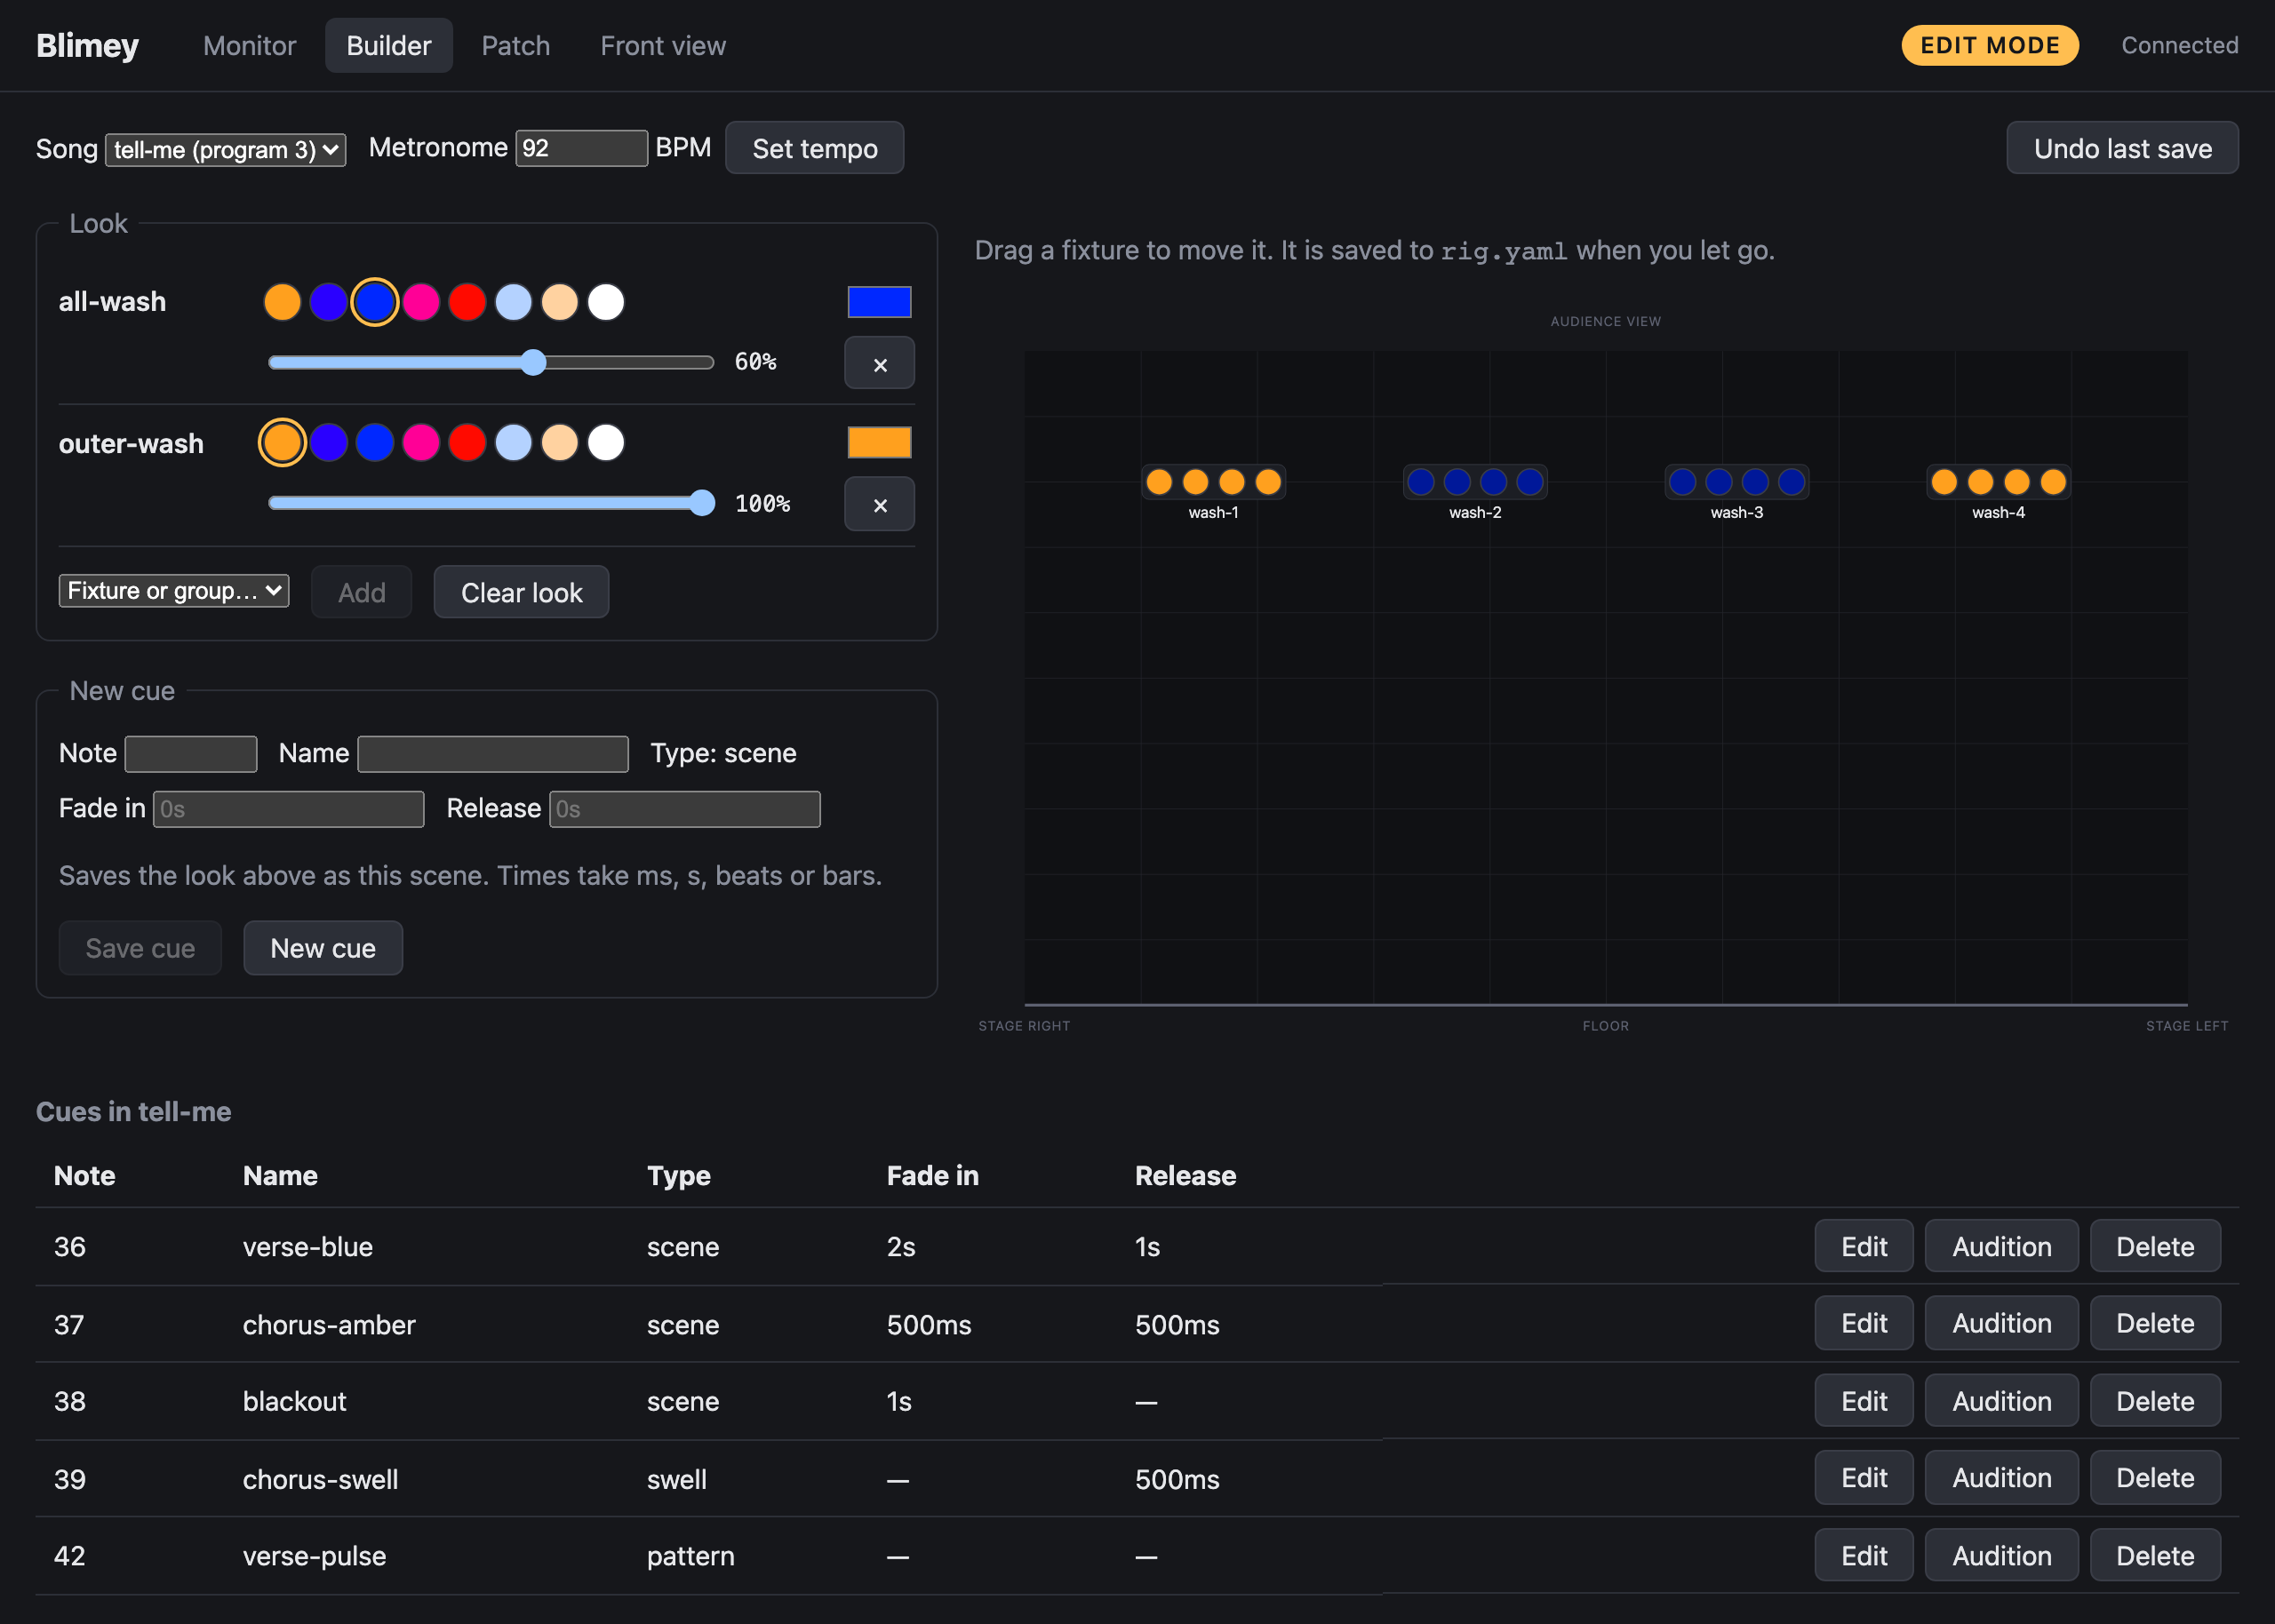 Blimey Monitor Builder Patch Front view EDIT MODE Connected
Song tell-me (program 3) Metronome 92 BPM Set tempo Undo last save
Look
all-wash
60% ×
outer-wash
100% ×
Fixture or group... Add Clear look
New cue
Note Name Type: scene
Fade in 0s Release 0s
Saves the look above as this scene. Times take ms, s, beats or bars.
Save cue New cue
Drag a fixture to move it. It is saved to rig.yaml when you let go.
AUDIENCE VIEW
wash-1 wash-2 wash-3 wash-4
STAGE RIGHT FLOOR STAGE LEFT
Cues in tell-me
Note Name Type Fade in Release
36 verse-blue scene 2s 1s Edit Audition Delete
37 chorus-amber scene 500ms 500ms Edit Audition Delete
38 blackout scene 1s — Edit Audition Delete
39 chorus-swell swell — 500ms Edit Audition Delete
42 verse-pulse pattern — — Edit Audition Delete